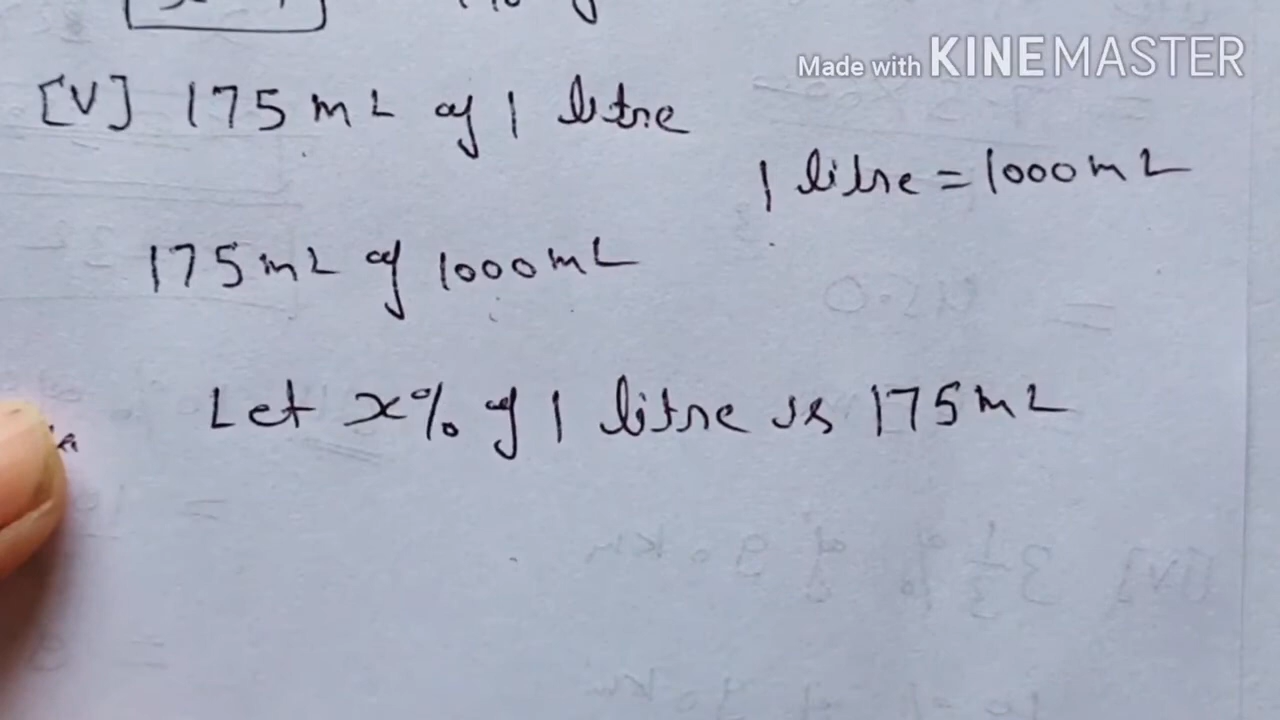 Made with KINEMASTER
[V] 175 mL of 1 litre
1 litre = 1000 mL
175 mL of 1000 mL
Let x% of 1 litre is 175 mL